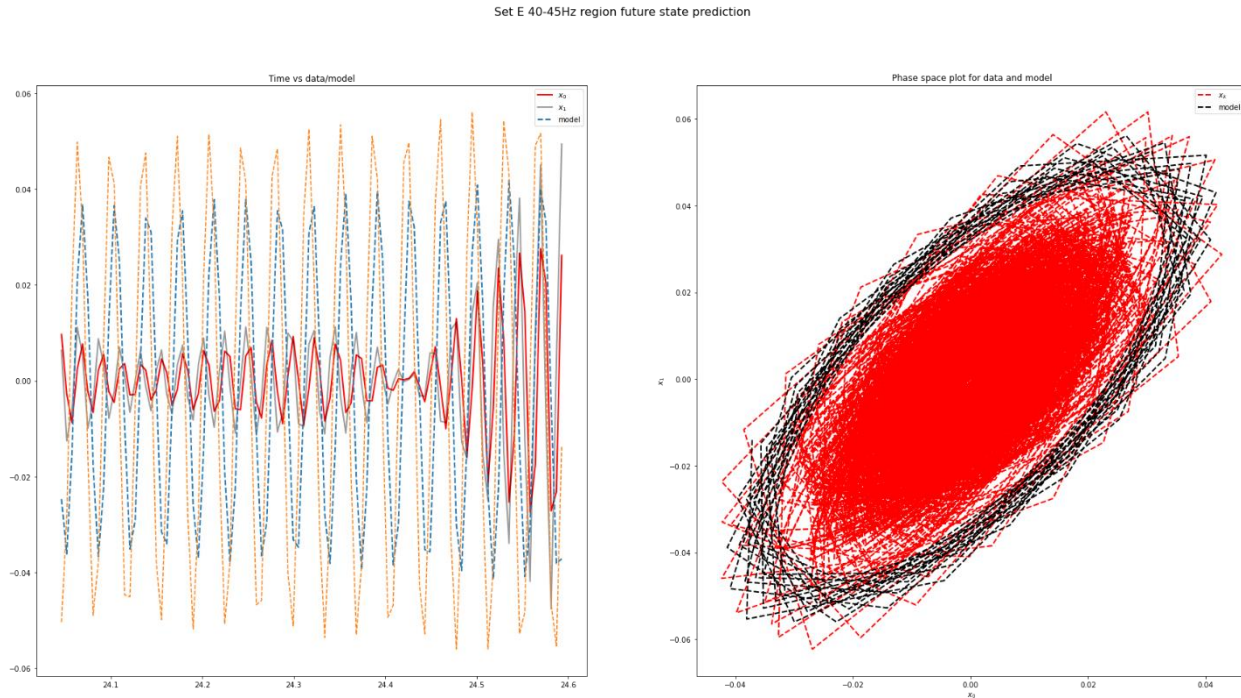 Set E 40-45Hz region future state prediction
Time vs data/model
x₀
x₁
model
0.06
0.04
0.02
0.00
−0.02
−0.04
−0.06
24.1 24.2 24.3 24.4 24.5 24.6
Phase space plot for data and model
xₖ
model
x₁
0.06
0.04
0.02
0.00
−0.02
−0.04
−0.06
−0.04 −0.02 0.00 0.02 0.04
x₀